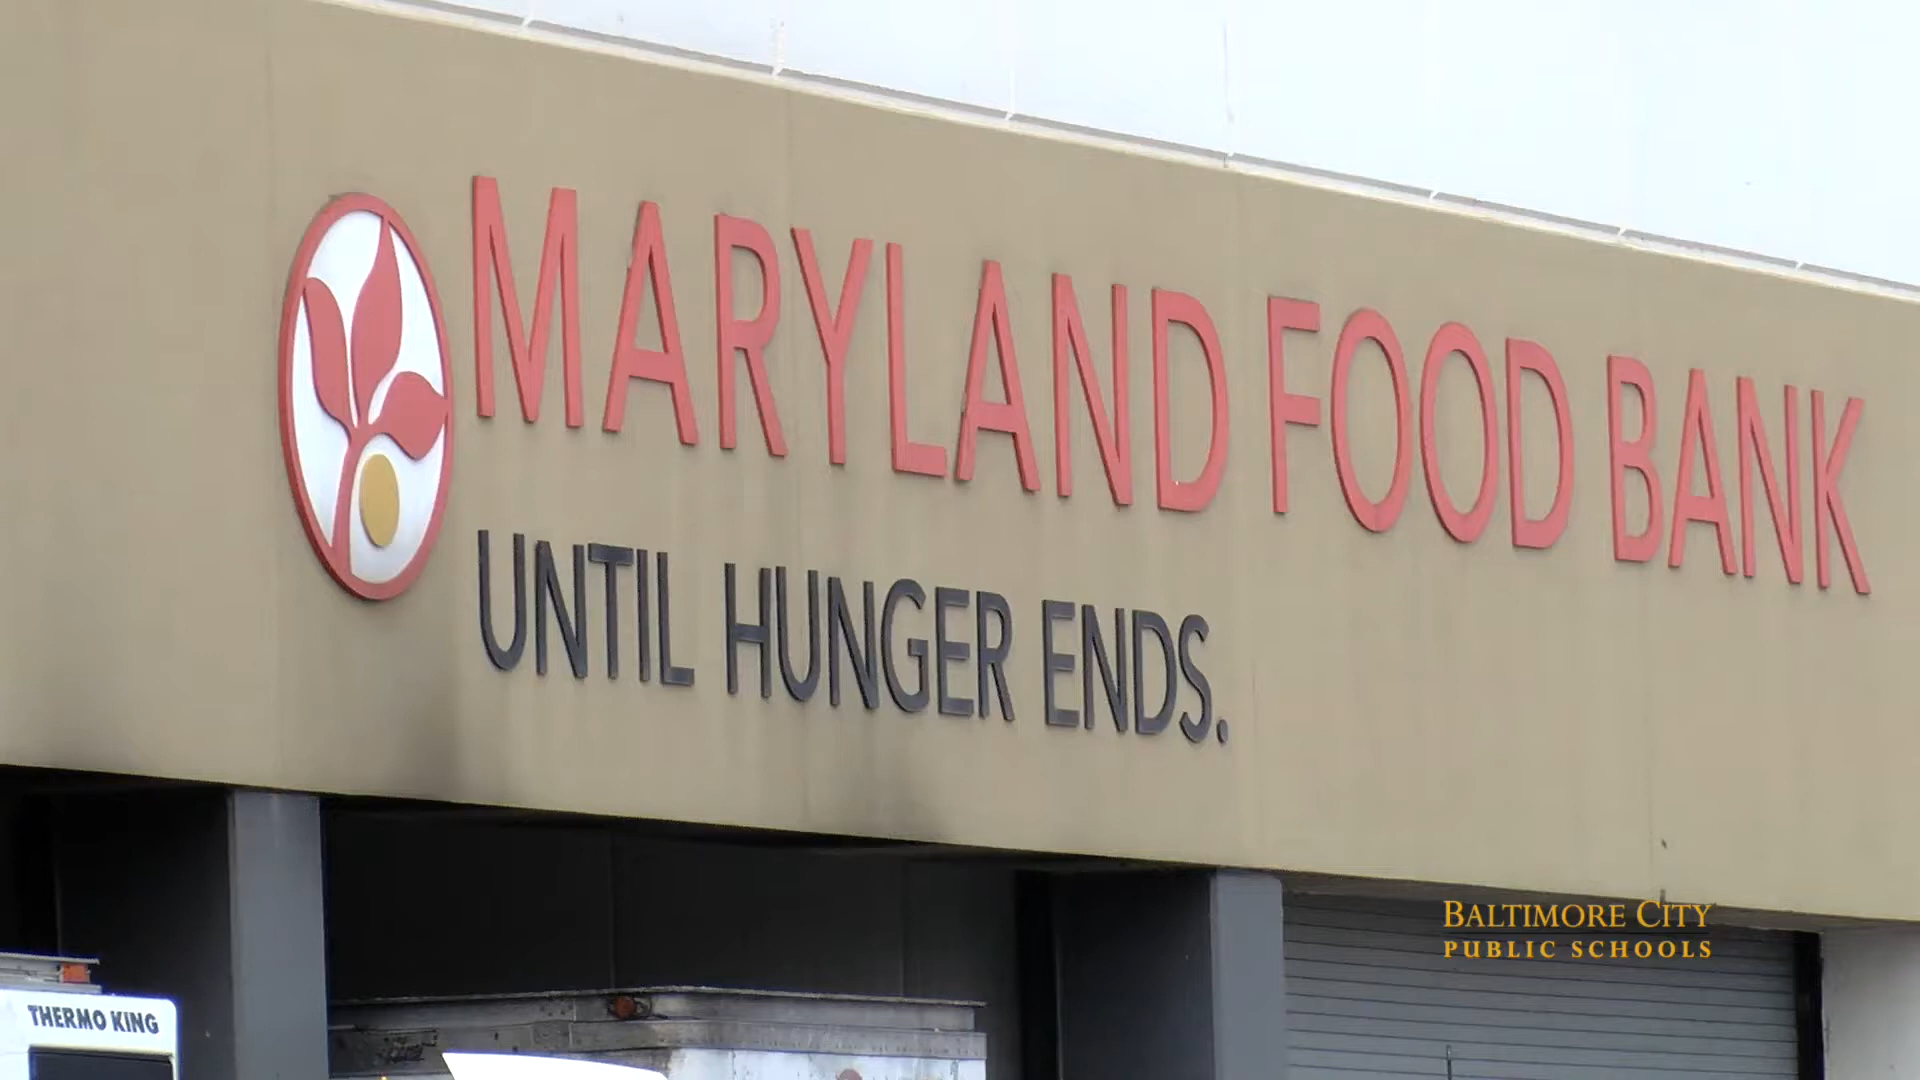 MARYLAND FOOD BANK
UNTIL HUNGER ENDS.
THERMO KING
BALTIMORE CITY
PUBLIC SCHOOLS